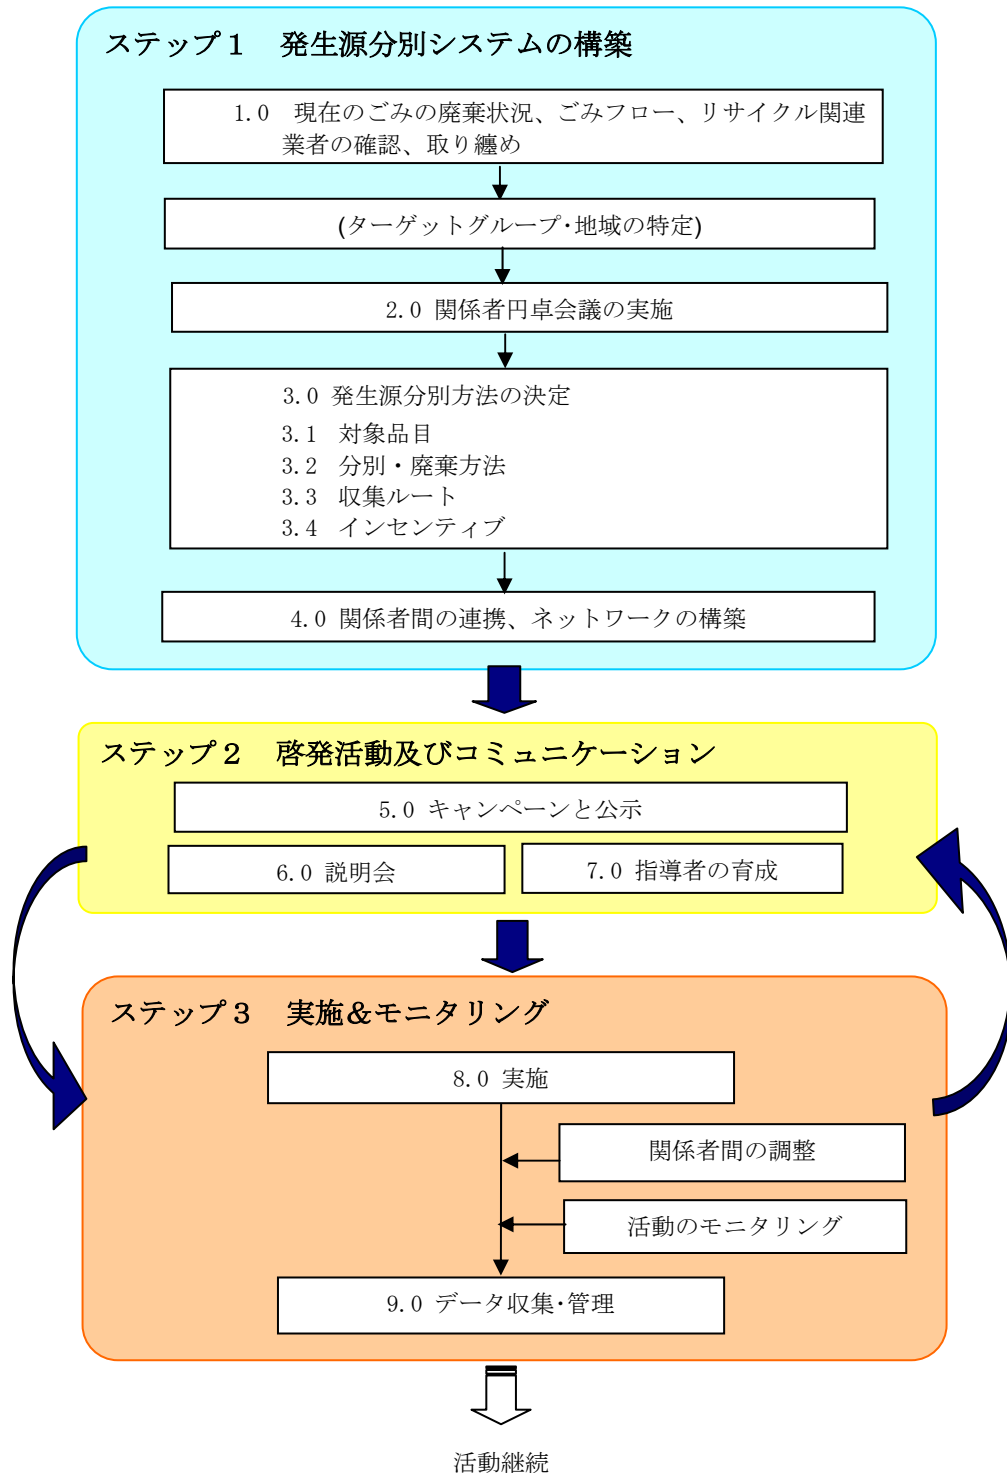 ステップ１　発生源分別システムの構築
1.0 現在のごみの廃棄状況、ごみフロー、リサイクル関連
業者の確認、取り纏め
(ターゲットグループ･地域の特定)
2.0 関係者円卓会議の実施
3.0 発生源分別方法の決定
3.1 対象品目
3.2 分別・廃棄方法
3.3 収集ルート
3.4 インセンティブ
4.0 関係者間の連携、ネットワークの構築
ステップ２　啓発活動及びコミュニケーション
5.0 キャンペーンと公示
6.0 説明会
7.0 指導者の育成
ステップ３　実施＆モニタリング
8.0 実施
関係者間の調整
活動のモニタリング
9.0 データ収集･管理
活動継続